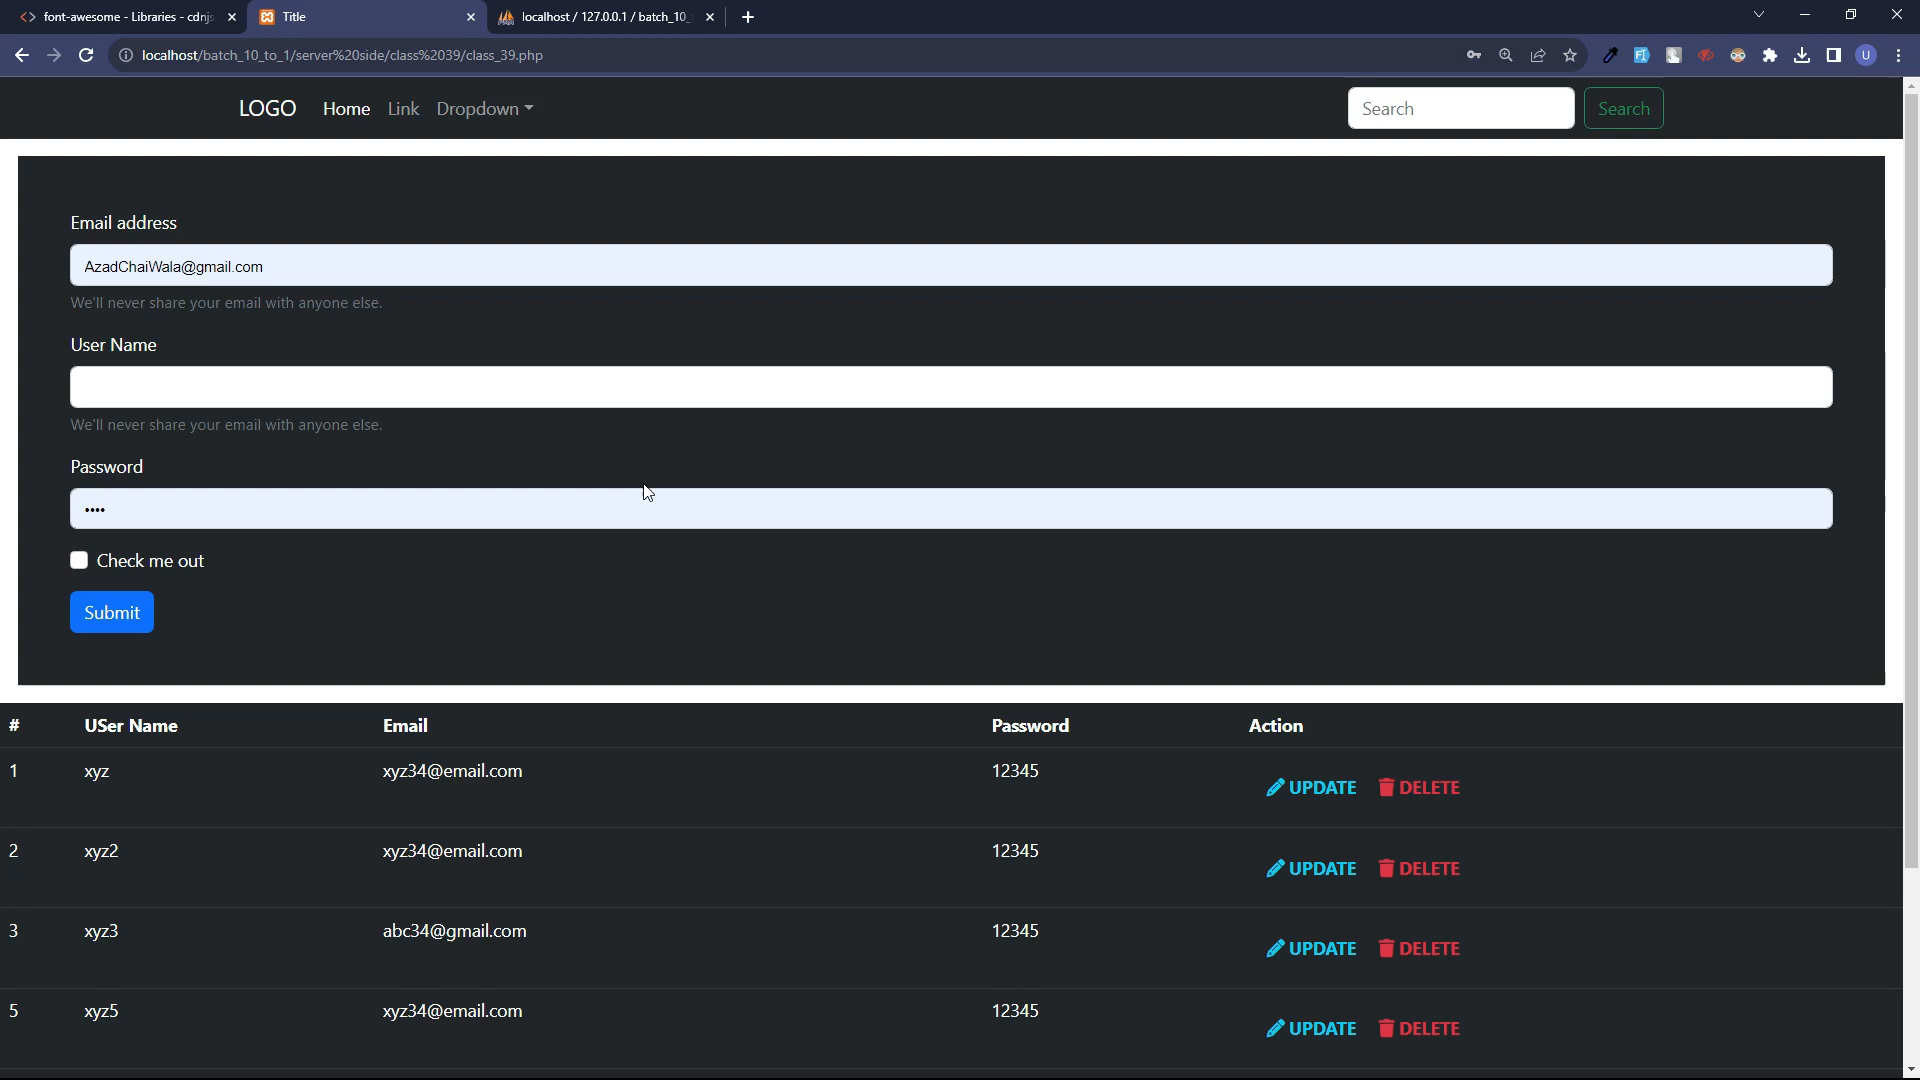 font-awesome - Libraries - cdnjs
Title
localhost / 127.0.0.1 / batch_10_
localhost/batch_10_to_1/server%20side/class%2039/class_39.php
U
LOGO Home Link Dropdown Search Search
Email address
AzadChaiWala@gmail.com
We'll never share your email with anyone else.
User Name
We'll never share your email with anyone else.
Password
••••
Check me out
Submit
# USer Name Email Password Action
1 xyz xyz34@email.com 12345 UPDATE DELETE
2 xyz2 xyz34@email.com 12345 UPDATE DELETE
3 xyz3 abc34@gmail.com 12345 UPDATE DELETE
5 xyz5 xyz34@email.com 12345 UPDATE DELETE